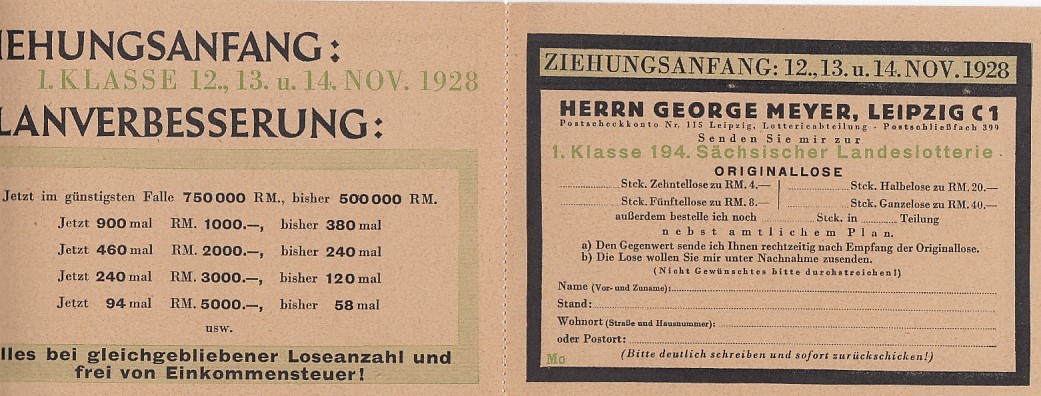 IEHUNGSANFANG:
1. KLASSE 12., 13. u. 14. NOV. 1928
LANVERBESSERUNG:
Jetzt im günstigsten Falle 750000 RM., bisher 500000 RM.
Jetzt 900 mal RM. 1000.—, bisher 380 mal
Jetzt 460 mal RM. 2000.—, bisher 240 mal
Jetzt 240 mal RM. 3000.—, bisher 120 mal
Jetzt 94 mal RM. 5000.—, bisher 58 mal
usw.
lles bei gleichgebliebener Loseanzahl und
frei von Einkommensteuer!
ZIEHUNGSANFANG: 12., 13. u. 14. NOV. 1928
HERRN GEORGE MEYER, LEIPZIG C 1
Postscheckkonto Nr. 115 Leipzig, Lotterieabteilung · Postschließfach 399
Senden Sie mir zur
1. Klasse 194. Sächsischer Landeslotterie ·
ORIGINALLOSE
Stck. Zehntellose zu RM. 4.— Stck. Halbelose zu RM. 20.—
Stck. Fünftellose zu RM. 8.— Stck. Ganzelose zu RM. 40.—
außerdem bestelle ich noch Stck. in Teilung
nebst amtlichem Plan.
a) Den Gegenwert sende ich Ihnen rechtzeitig nach Empfang der Originallose.
b) Die Lose wollen Sie mir unter Nachnahme zusenden.
(Nicht Gewünschtes bitte durchstreichen!)
Name (Vor- und Zuname):
Stand:
Wohnort (Straße und Hausnummer):
oder Postort:
Mo (Bitte deutlich schreiben und sofort zurückschicken!)